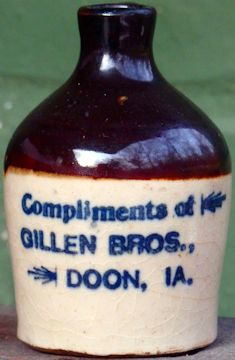 Compliments of
GILLEN BROS.,
DOON, IA.